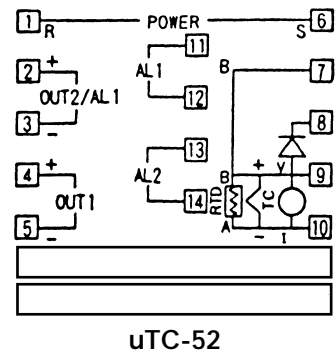 1 R POWER S 6
11
2 + AL1 B 7
OUT2/AL1
12
3 - 8
13
4 + B + V 9
OUT1 AL2 RTD TC
14
5 - A - I 10
uTC-52